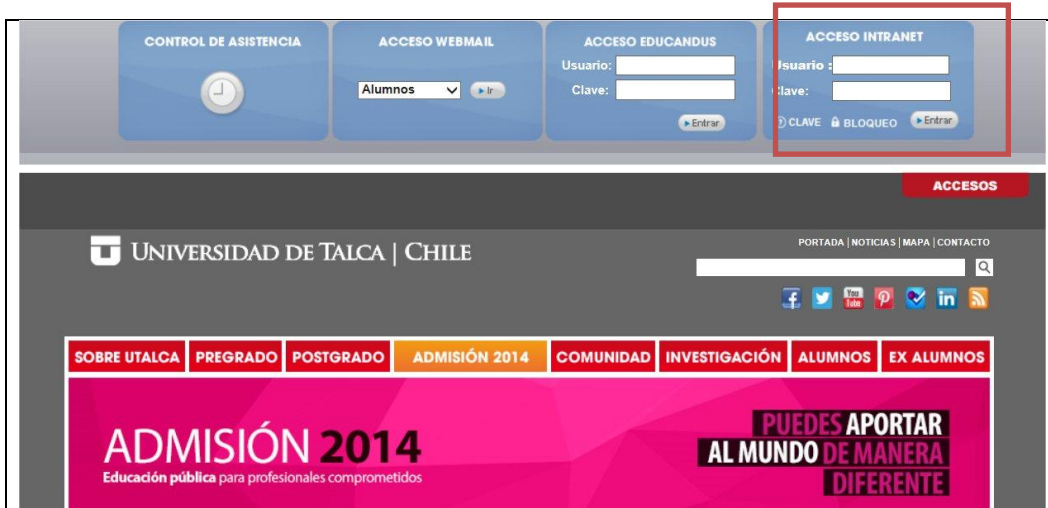 CONTROL DE ASISTENCIA
ACCESO WEBMAIL
Alumnos
Ir
ACCESO EDUCANDUS
Usuario:
Clave:
Entrar
ACCESO INTRANET
Usuario :
Clave:
CLAVE BLOQUEO Entrar
ACCESOS
UNIVERSIDAD DE TALCA | CHILE
PORTADA | NOTICIAS | MAPA | CONTACTO
You
Tube
in
SOBRE UTALCA PREGRADO POSTGRADO ADMISIÓN 2014 COMUNIDAD INVESTIGACIÓN ALUMNOS EX ALUMNOS
ADMISIÓN 2014
Educación pública para profesionales comprometidos
PUEDES APORTAR
AL MUNDO DE MANERA
DIFERENTE